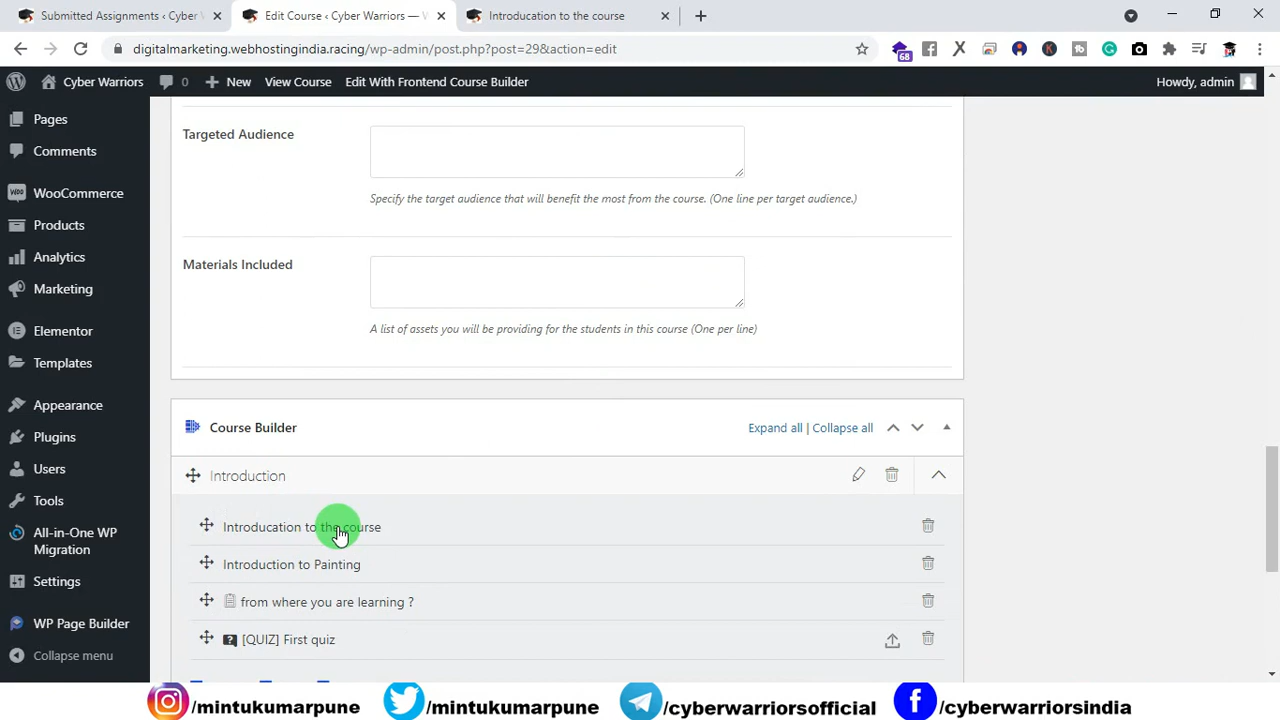 Submitted Assignments ‹ Cyber W
Edit Course ‹ Cyber Warriors — W
Introducation to the course
digitalmarketing.webhostingindia.racing/wp-admin/post.php?post=29&action=edit
68
Cyber Warriors
0
New
View Course
Edit With Frontend Course Builder
Howdy, admin
Pages
Comments
WooCommerce
Products
Analytics
Marketing
Elementor
Templates
Appearance
Plugins
Users
Tools
All-in-One WP
Migration
Settings
WP Page Builder
Collapse menu
Targeted Audience
Specify the target audience that will benefit the most from the course. (One line per target audience.)
Materials Included
A list of assets you will be providing for the students in this course (One per line)
Course Builder
Expand all | Collapse all
Introduction
Introducation to the course
Introduction to Painting
from where you are learning ?
[QUIZ] First quiz
/mintukumarpune
/mintukumarpune
/cyberwarriorsofficial
/cyberwarriorsindia